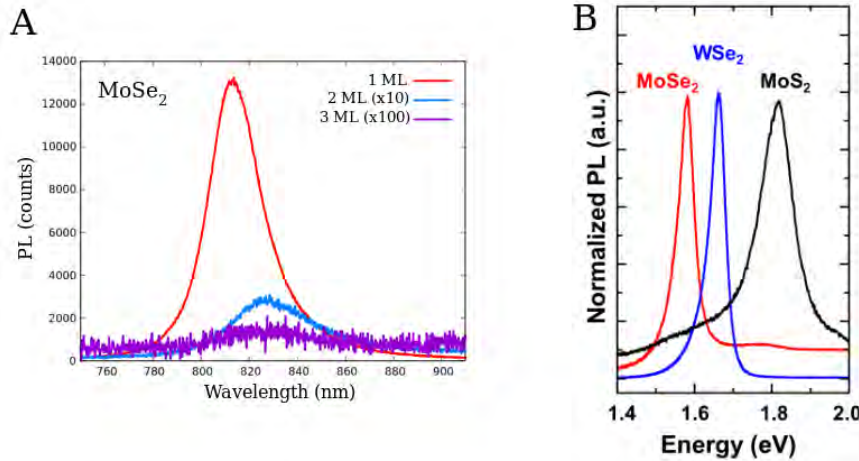 A
MoSe₂
1 ML
2 ML (x10)
3 ML (x100)
PL (counts)
14000
12000
10000
8000
6000
4000
2000
0
760
780
800
820
840
860
880
900
Wavelength (nm)
B
WSe₂
MoSe₂
MoS₂
Normalized PL (a.u.)
1.4
1.6
1.8
2.0
Energy (eV)